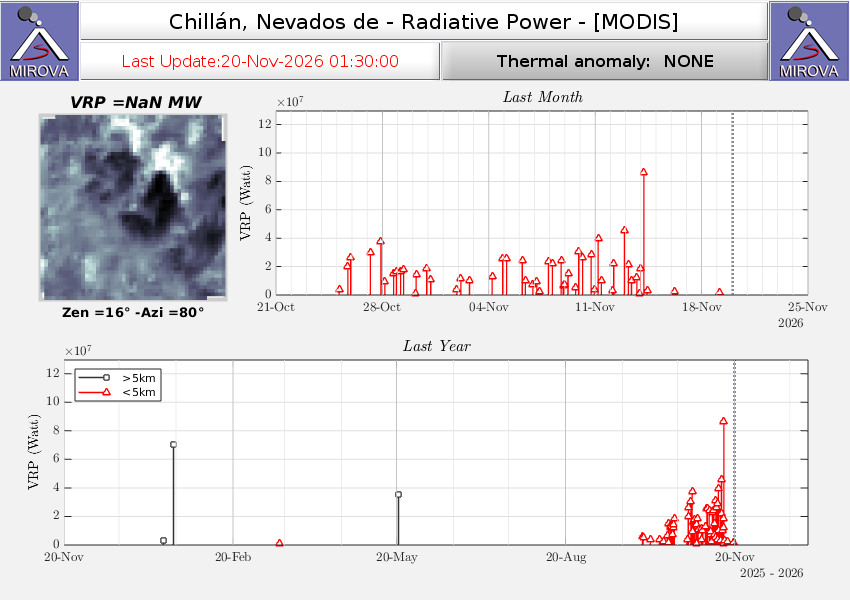 Chillán, Nevados de - Radiative Power - [MODIS]
MIROVA
Last Update:20-Nov-2026 01:30:00
Thermal anomaly: NONE
MIROVA
VRP =NaN MW
Zen =16° -Azi =80°
Last Month
×10⁷
VRP (Watt)
12
10
8
6
4
2
0
21-Oct 28-Oct 04-Nov 11-Nov 18-Nov 25-Nov
2026
Last Year
×10⁷
VRP (Watt)
12
10
8
6
4
2
0
>5km
<5km
20-Nov 20-Feb 20-May 20-Aug 20-Nov
2025 - 2026